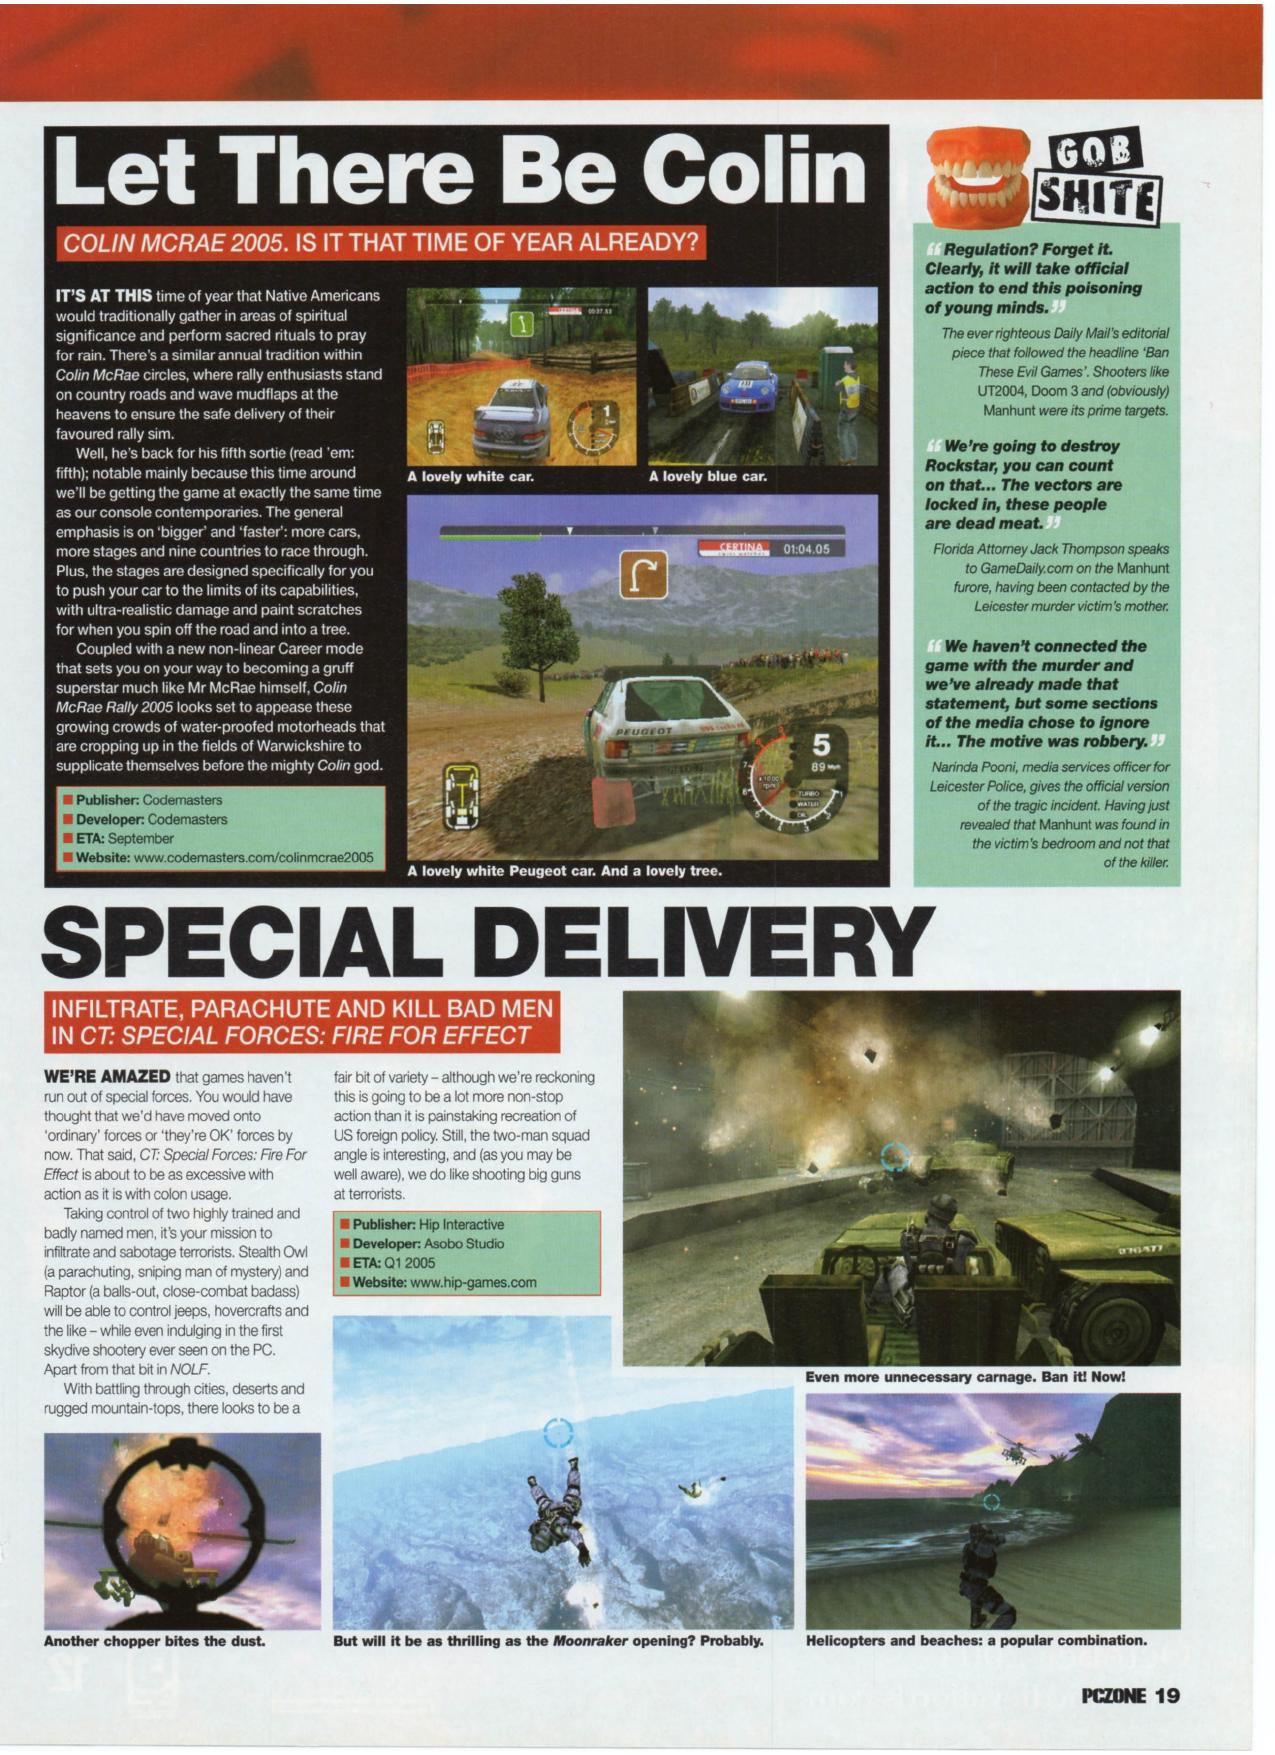 Let There Be Colin
COLIN MCRAE 2005. IS IT THAT TIME OF YEAR ALREADY?
IT'S AT THIS time of year that Native Americans
would traditionally gather in areas of spiritual
significance and perform sacred rituals to pray
for rain. There's a similar annual tradition within
Colin McRae circles, where rally enthusiasts stand
on country roads and wave mudflaps at the
heavens to ensure the safe delivery of their
favoured rally sim.
Well, he's back for his fifth sortie (read 'em:
fifth); notable mainly because this time around
we'll be getting the game at exactly the same time
as our console contemporaries. The general
emphasis is on 'bigger' and 'faster': more cars,
more stages and nine countries to race through.
Plus, the stages are designed specifically for you
to push your car to the limits of its capabilities,
with ultra-realistic damage and paint scratches
for when you spin off the road and into a tree.
Coupled with a new non-linear Career mode
that sets you on your way to becoming a gruff
superstar much like Mr McRae himself, Colin
McRae Rally 2005 looks set to appease these
growing crowds of water-proofed motorheads that
are cropping up in the fields of Warwickshire to
supplicate themselves before the mighty Colin god.
Publisher: Codemasters
Developer: Codemasters
ETA: September
Website: www.codemasters.com/colinmcrae2005
1
A lovely white car.
A lovely blue car.
CERTINA
01:04.05
PEUGEOT
5
89 MPH
TURBO
WATER
OIL
A lovely white Peugeot car. And a lovely tree.
GOB
SHITE
“Regulation? Forget it.
Clearly, it will take official
action to end this poisoning
of young minds.”
The ever righteous Daily Mail's editorial
piece that followed the headline 'Ban
These Evil Games'. Shooters like
UT2004, Doom 3 and (obviously)
Manhunt were its prime targets.
“We're going to destroy
Rockstar, you can count
on that... The vectors are
locked in, these people
are dead meat.”
Florida Attorney Jack Thompson speaks
to GameDaily.com on the Manhunt
furore, having been contacted by the
Leicester murder victim's mother.
“We haven't connected the
game with the murder and
we've already made that
statement, but some sections
of the media chose to ignore
it... The motive was robbery.”
Narinda Pooni, media services officer for
Leicester Police, gives the official version
of the tragic incident. Having just
revealed that Manhunt was found in
the victim's bedroom and not that
of the killer.
SPECIAL DELIVERY
INFILTRATE, PARACHUTE AND KILL BAD MEN
IN CT: SPECIAL FORCES: FIRE FOR EFFECT
WE'RE AMAZED that games haven't
run out of special forces. You would have
thought that we'd have moved onto
'ordinary' forces or 'they're OK' forces by
now. That said, CT: Special Forces: Fire For
Effect is about to be as excessive with
action as it is with colon usage.
Taking control of two highly trained and
badly named men, it's your mission to
infiltrate and sabotage terrorists. Stealth Owl
(a parachuting, sniping man of mystery) and
Raptor (a balls-out, close-combat badass)
will be able to control jeeps, hovercrafts and
the like – while even indulging in the first
skydive shootery ever seen on the PC.
Apart from that bit in NOLF.
With battling through cities, deserts and
rugged mountain-tops, there looks to be a
fair bit of variety – although we're reckoning
this is going to be a lot more non-stop
action than it is painstaking recreation of
US foreign policy. Still, the two-man squad
angle is interesting, and (as you may be
well aware), we do like shooting big guns
at terrorists.
Publisher: Hip Interactive
Developer: Asobo Studio
ETA: Q1 2005
Website: www.hip-games.com
Even more unnecessary carnage. Ban it! Now!
Another chopper bites the dust.
But will it be as thrilling as the Moonraker opening? Probably.
Helicopters and beaches: a popular combination.
PCZONE 19